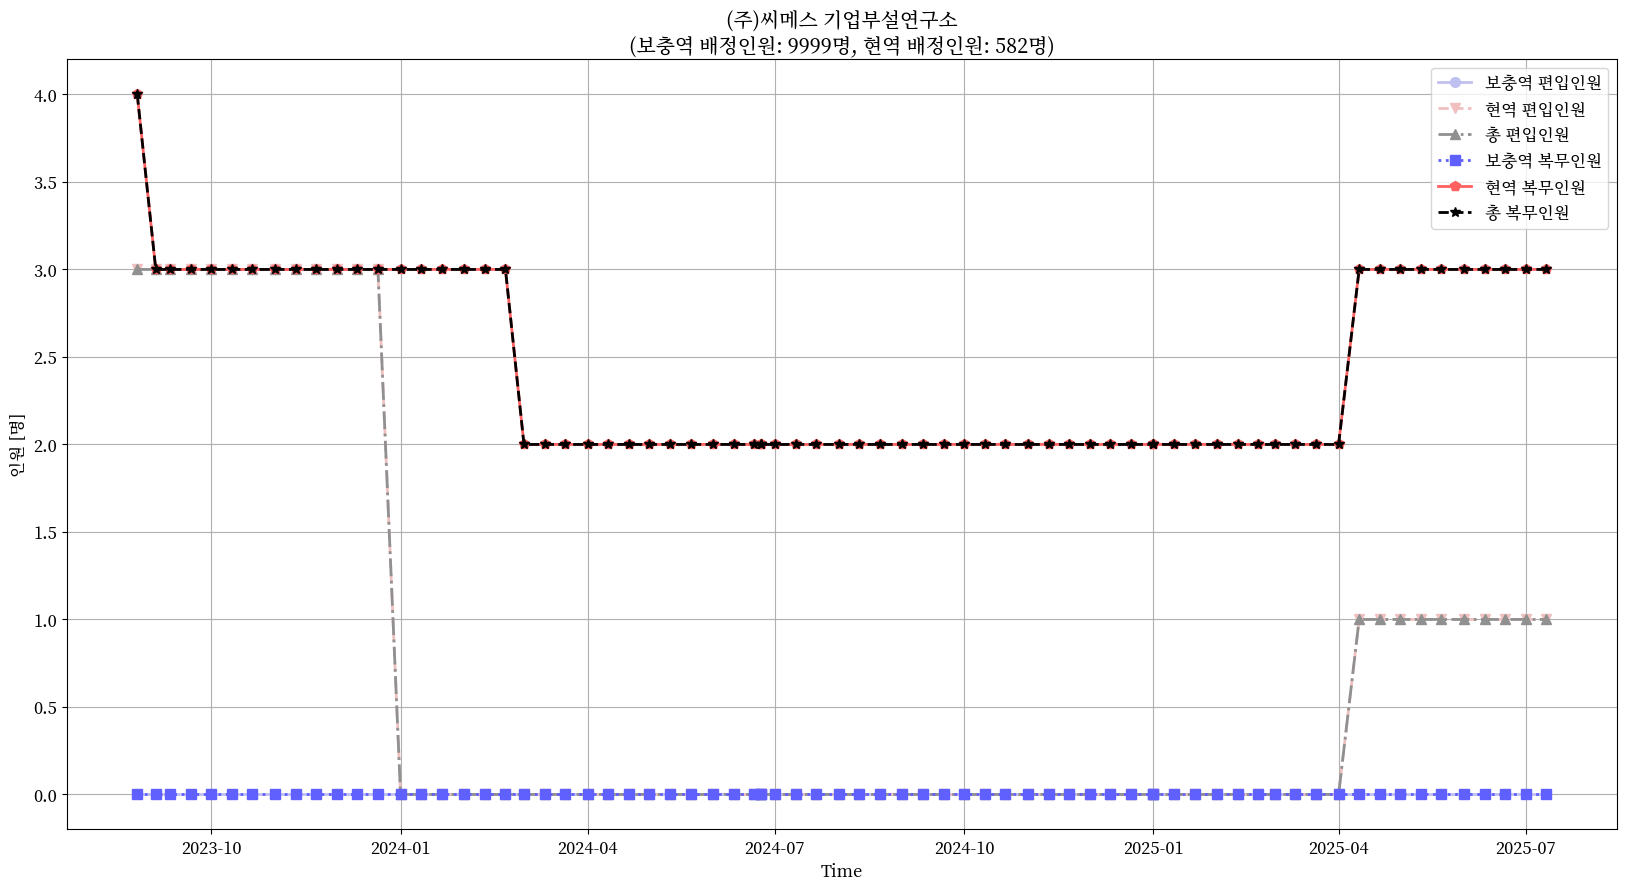 (주)씨메스 기업부설연구소
(보충역 배정인원: 9999명, 현역 배정인원: 582명)
보충역 편입인원
현역 편입인원
총 편입인원
보충역 복무인원
현역 복무인원
총 복무인원
4.0
3.5
3.0
2.5
2.0
1.5
1.0
0.5
0.0
인원 [명]
2023-10
2024-01
2024-04
2024-07
2024-10
2025-01
2025-04
2025-07
Time